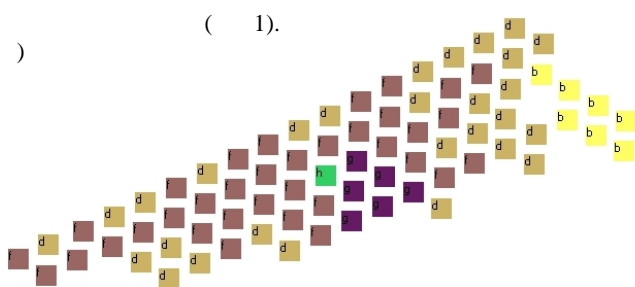 ( 1).
)
d
d d
d d
d f b
f f d b
f d d b
d f f b b
d f f d d b
f f f d d b
f f g f f d
d f h g f
f f f g g
d f f f g d
d f f f g
f f f d f
d f d f d
f f d d
f d